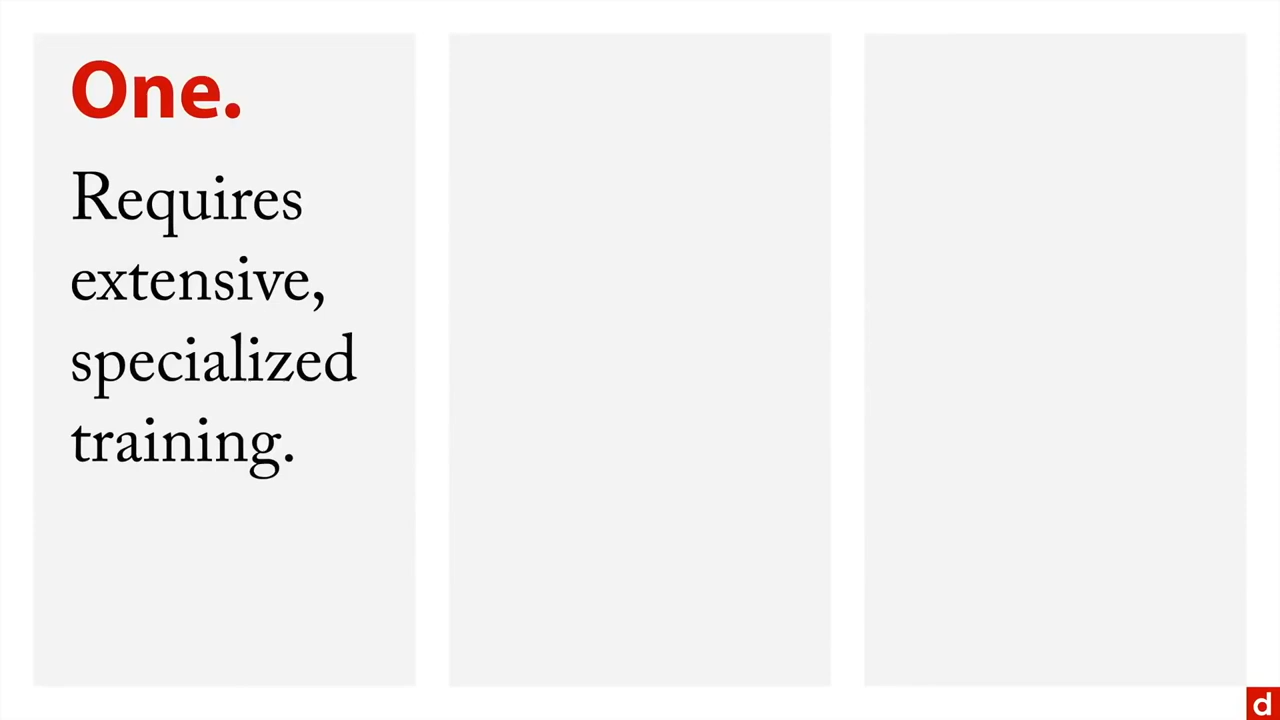 One.
Requires
extensive,
specialized
training.
d